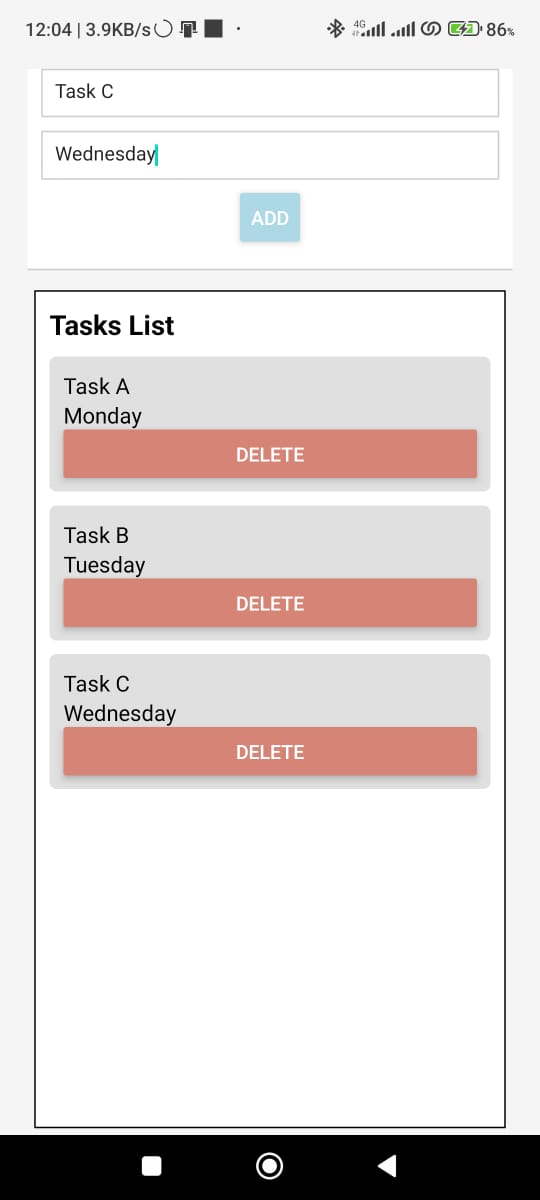 12:04 | 3.9KB/s
4G
86%
Task C
Wednesday
ADD
Tasks List
Task A
Monday
DELETE
Task B
Tuesday
DELETE
Task C
Wednesday
DELETE